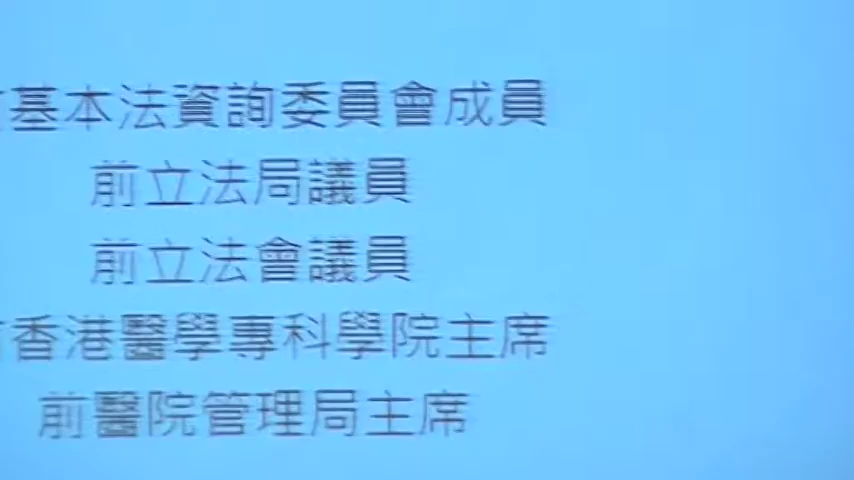 基本法資詢委員會成員
前立法局議員
前立法會議員
香港醫學專科學院主席
前醫院管理局主席